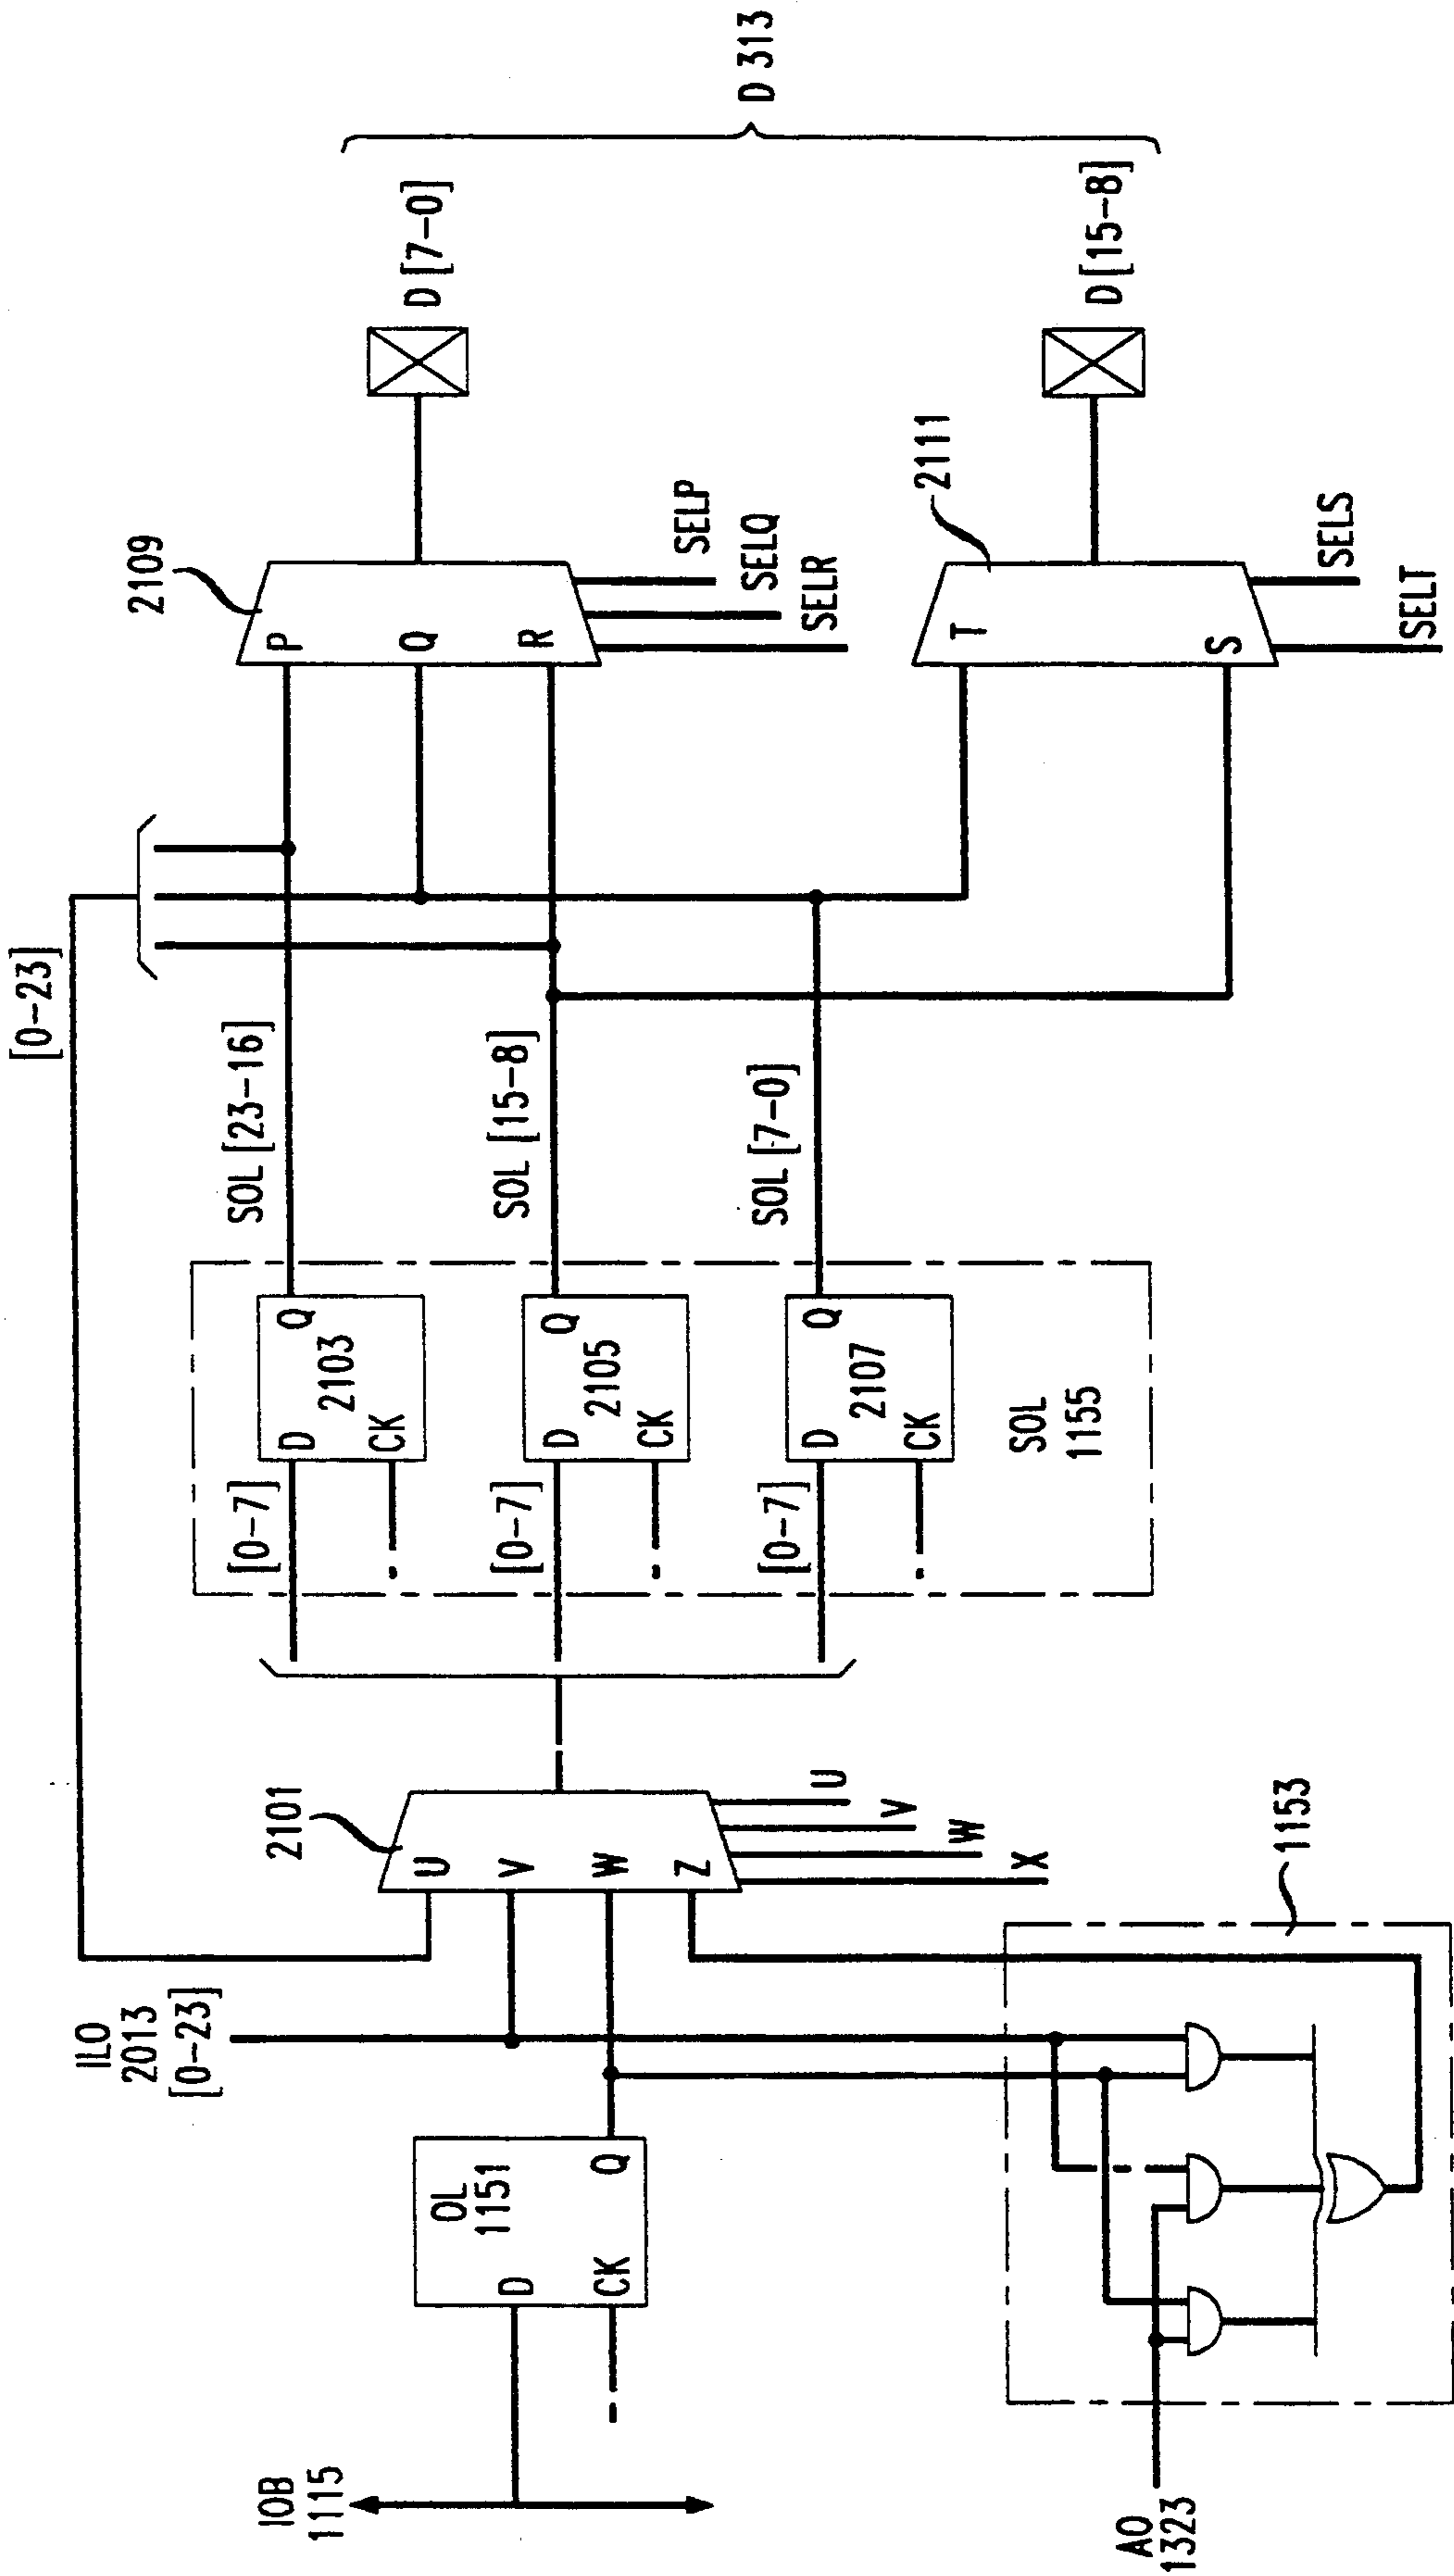 [0-23]
2109
P
Q
R
SELP
SELQ
SELR
D [7-0]
D 313
SOL [23-16]
SOL [15-8]
SOL [7-0]
2111
T
S
SELS
SELT
D [15-8]
[0-7]
D
Q
2103
CK
[0-7]
D
Q
2105
CK
[0-7]
D
Q
2107
CK
SOL
1155
2101
U
V
W
Z
U
V
W
X
ILO
2013
[0-23]
OL
1151
D
Q
CK
IOB
1115
1153
AO
1323